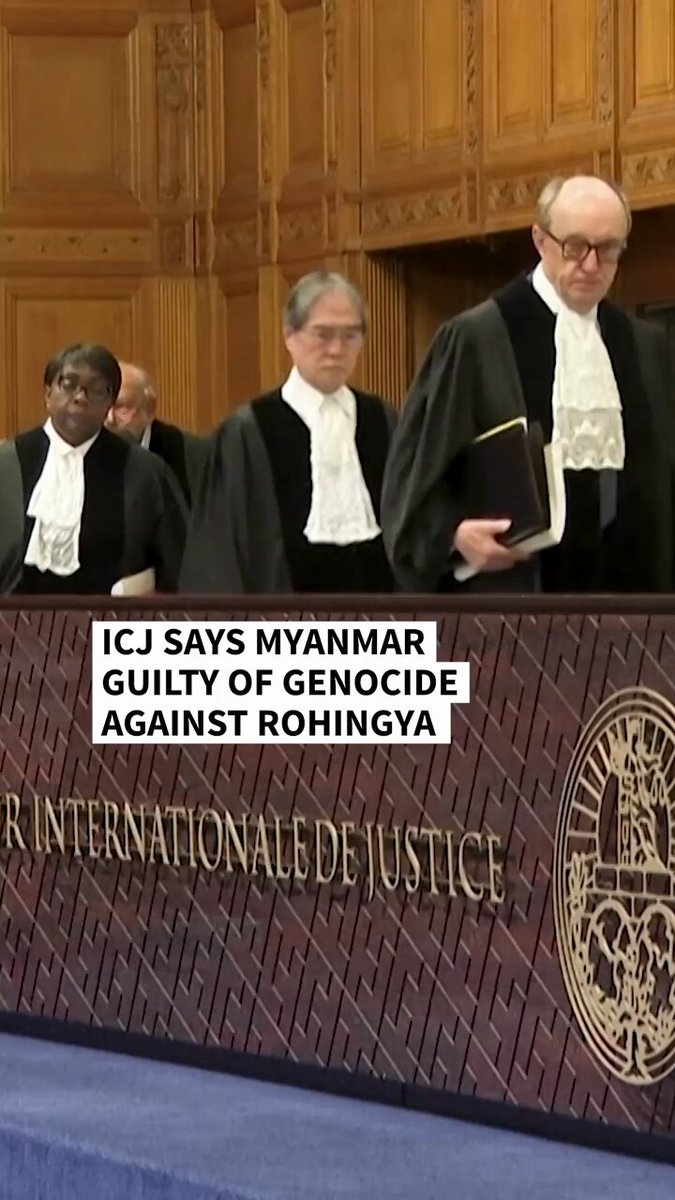 ICJ SAYS MYANMAR
GUILTY OF GENOCIDE
AGAINST ROHINGYA
R INTERNATIONALE DE JUSTICE